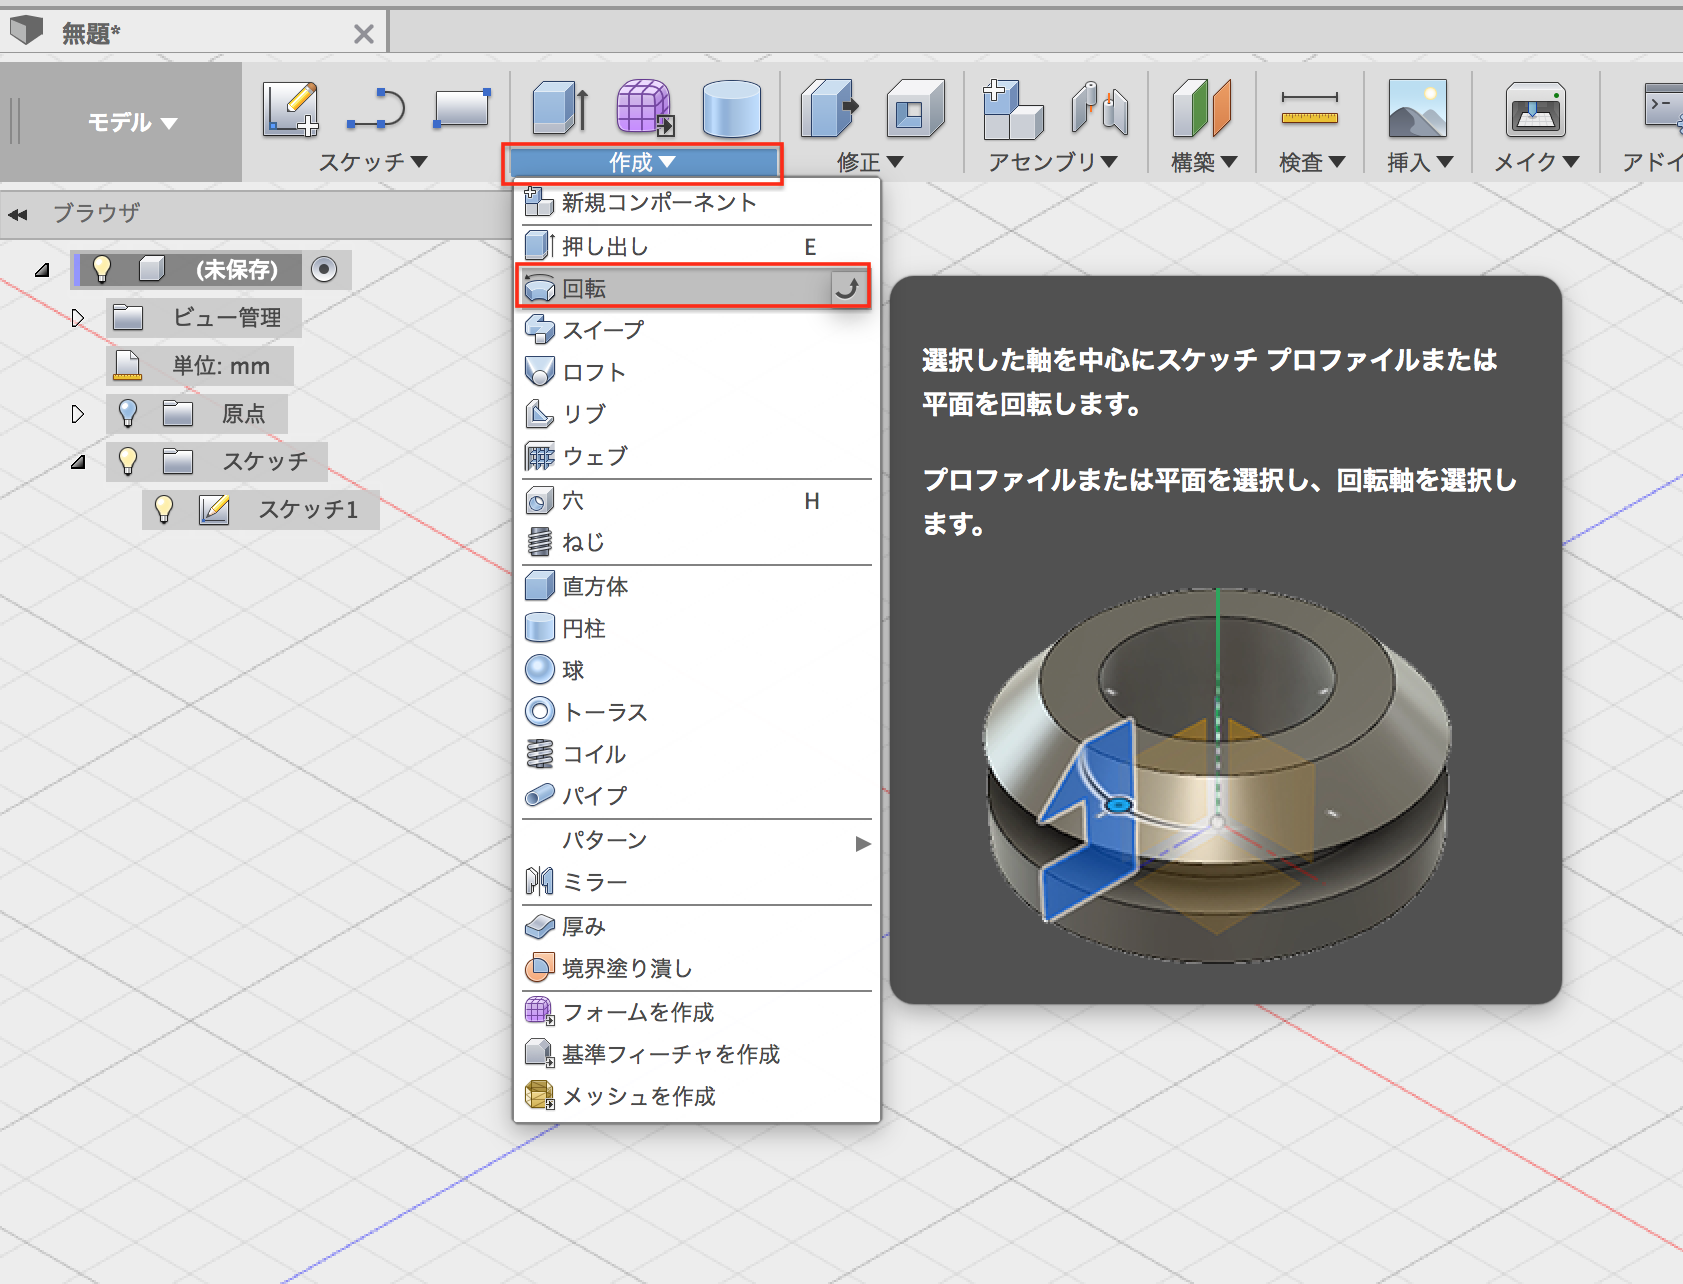 無題*
モデル
スケッチ
作成
修正
アセンブリ
構築
検査
挿入
メイク
アドイ
ブラウザ
(未保存)
ビュー管理
単位: mm
原点
スケッチ
スケッチ1
新規コンポーネント
押し出し E
回転
スイープ
ロフト
リブ
ウェブ
穴 H
ねじ
直方体
円柱
球
トーラス
コイル
パイプ
パターン
ミラー
厚み
境界塗り潰し
フォームを作成
基準フィーチャを作成
メッシュを作成
選択した軸を中心にスケッチ プロファイルまたは
平面を回転します。
プロファイルまたは平面を選択し、回転軸を選択し
ます。